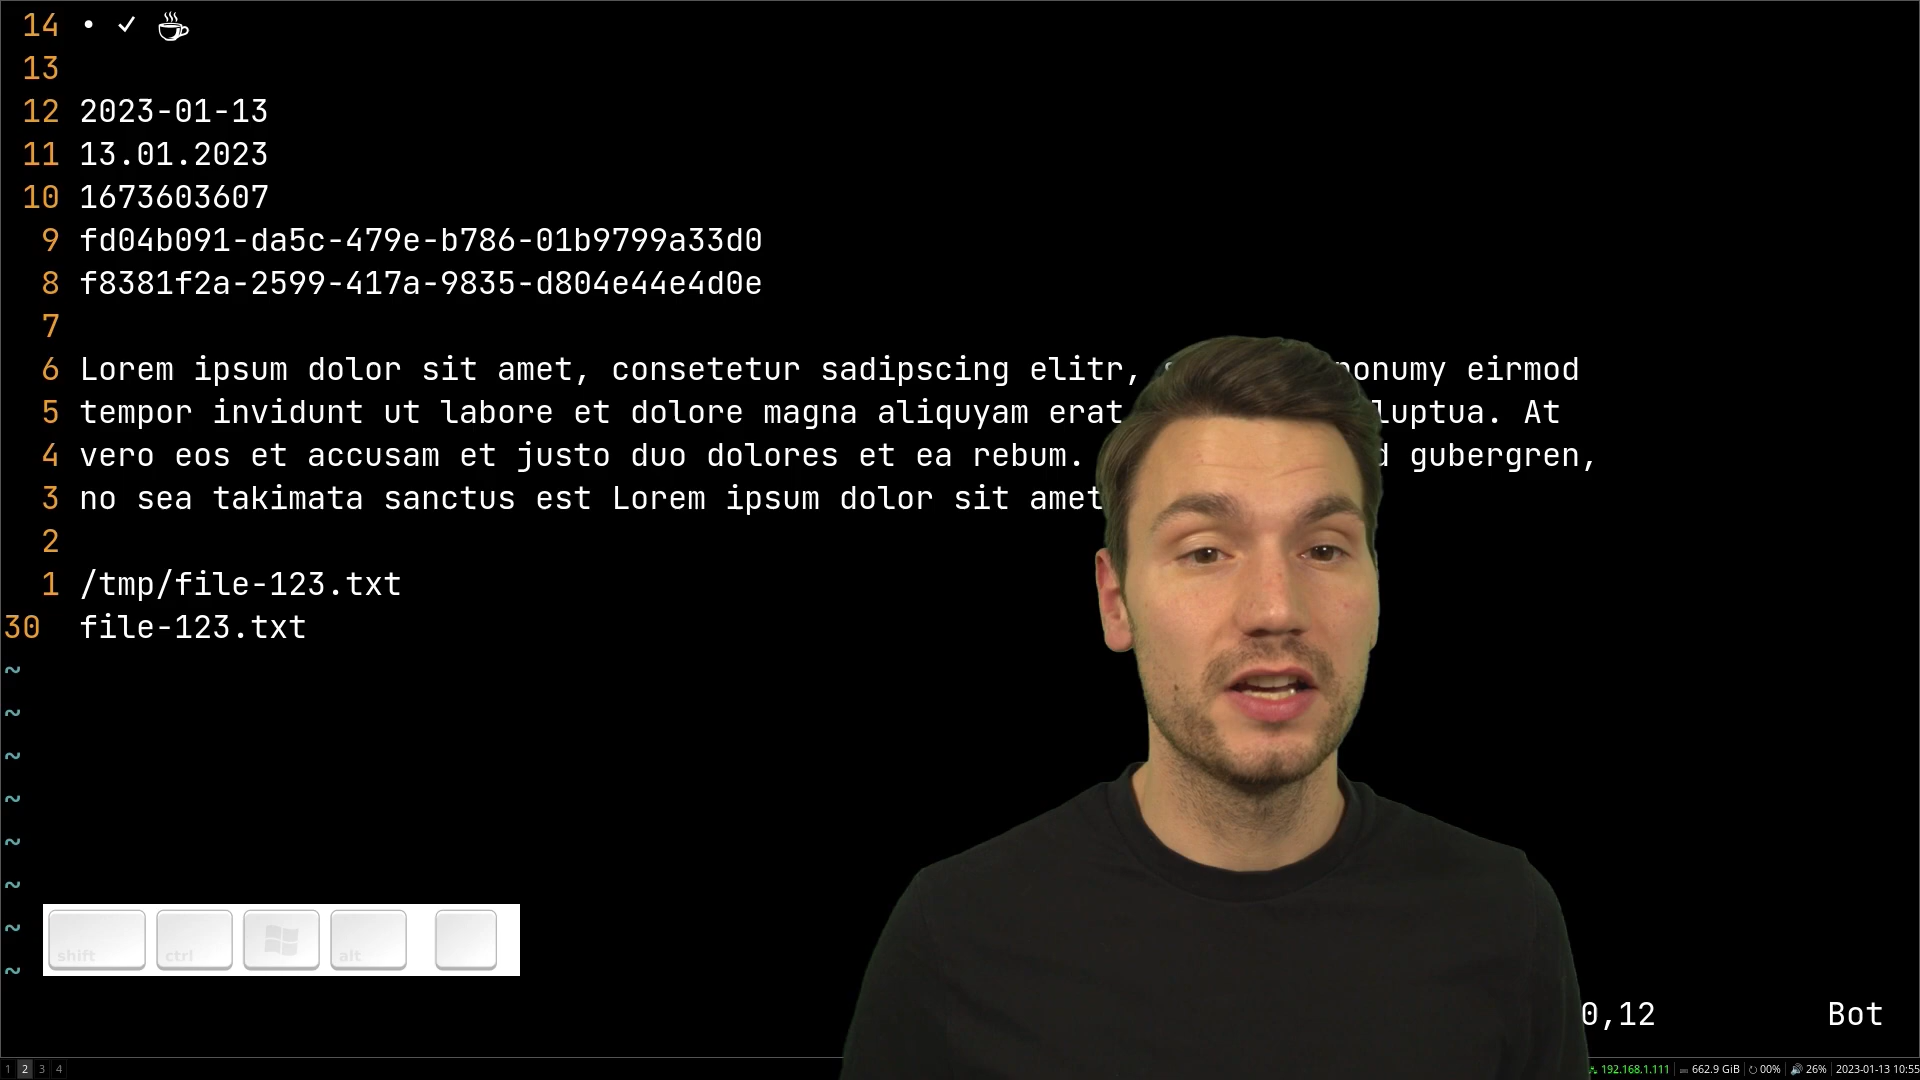 14 • ✓ ☕
13
12 2023-01-13
11 13.01.2023
10 1673603607
9 fd04b091-da5c-479e-b786-01b9799a33d0
8 f8381f2a-2599-417a-9835-d804e44e4d0e
7
6 Lorem ipsum dolor sit amet, consetetur sadipscing elitr, eirmod
5 tempor invidunt ut labore et dolore magna aliquyam erat At
4 vero eos et accusam et justo duo dolores et ea rebum. gubergren,
3 no sea takimata sanctus est Lorem ipsum dolor sit amet
2
1 /tmp/file-123.txt
30 file-123.txt
~
~
~
~
~
~
~
~
shift ctrl alt
0,12 Bot
1 2 3 4 192.168.1.111 662.9 GiB 00% 26% 2023-01-13 10:55